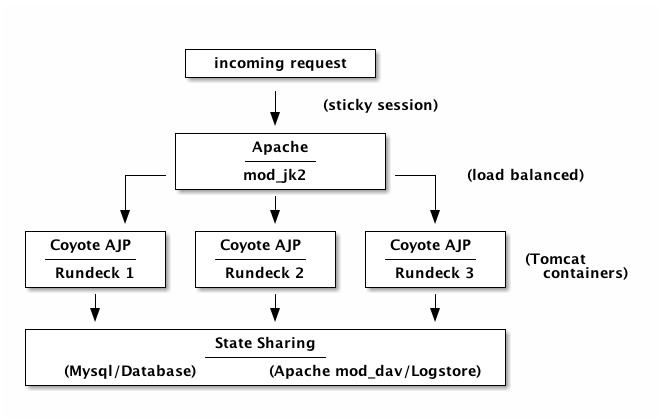 incoming request
(sticky session)
Apache
mod_jk2
(load balanced)
Coyote AJP
Rundeck 1
Coyote AJP
Rundeck 2
Coyote AJP
Rundeck 3
(Tomcat
containers)
State Sharing
(Mysql/Database)
(Apache mod_dav/Logstore)